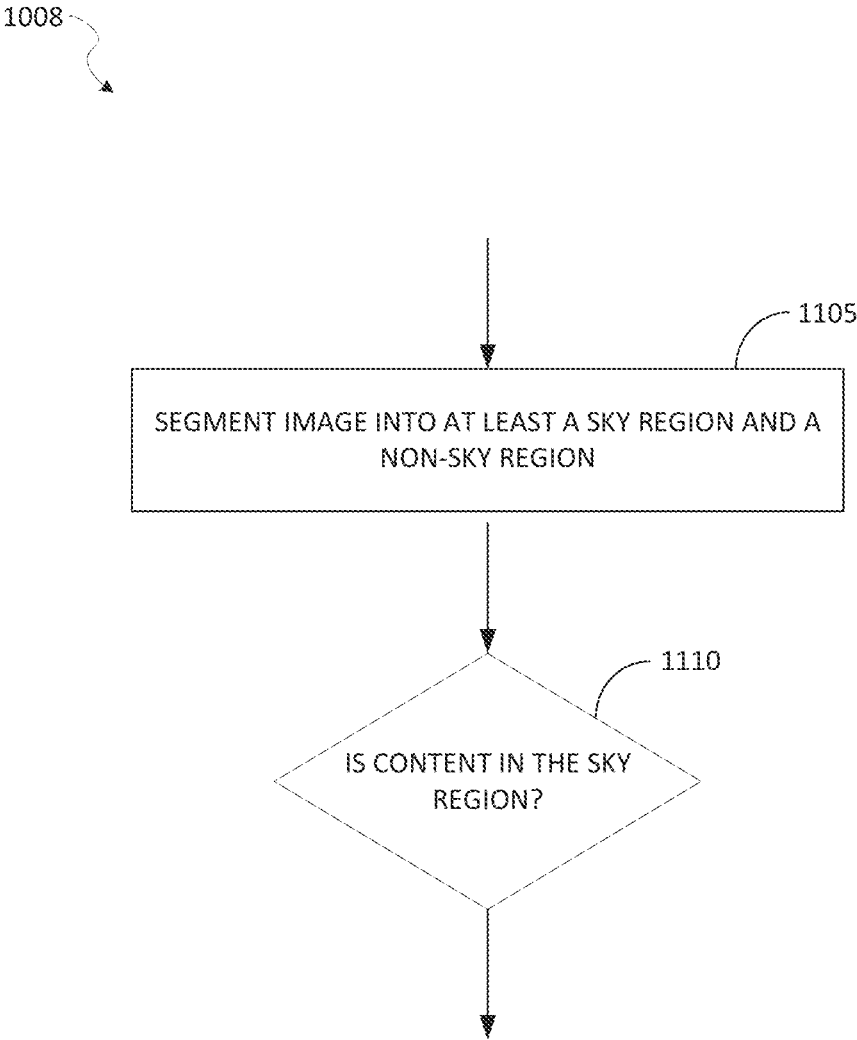 1008
1105
SEGMENT IMAGE INTO AT LEAST A SKY REGION AND A
NON-SKY REGION
1110
IS CONTENT IN THE SKY
REGION?